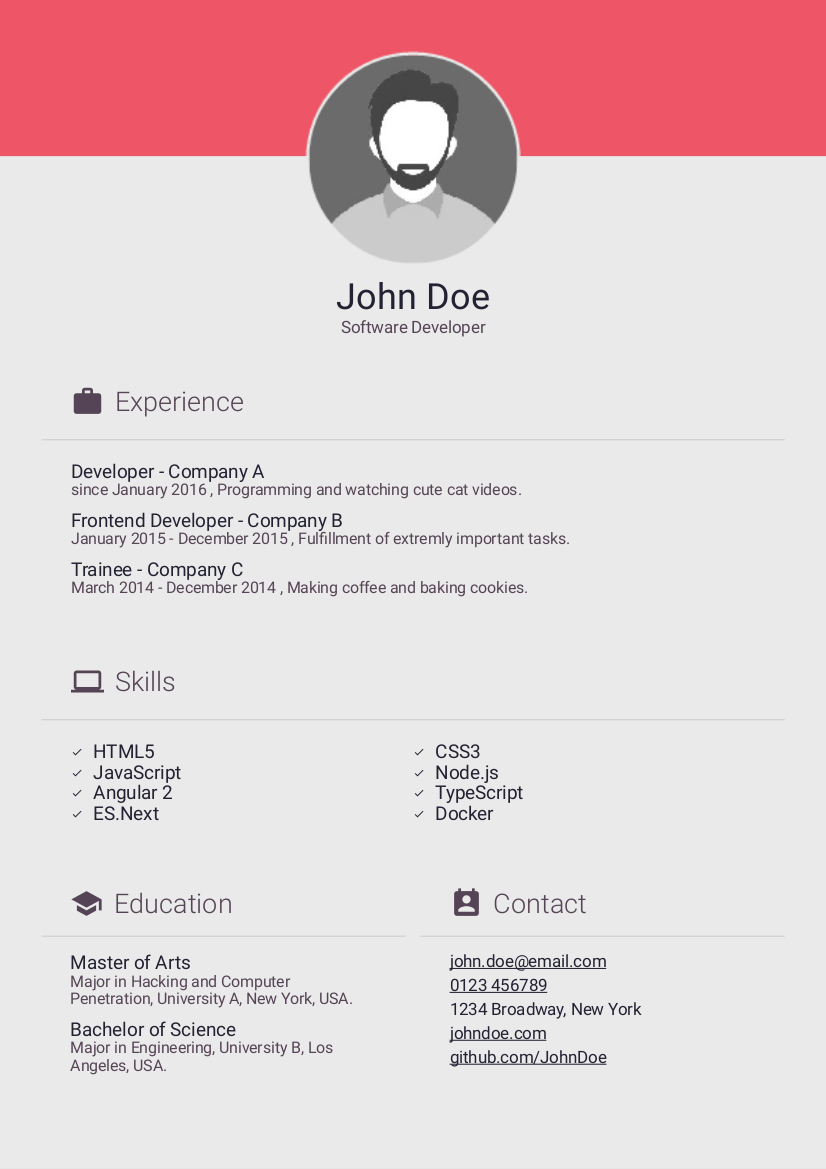 John Doe
Software Developer
Experience
Developer - Company A
since January 2016 , Programming and watching cute cat videos.
Frontend Developer - Company B
January 2015 - December 2015 , Fulfillment of extremly important tasks.
Trainee - Company C
March 2014 - December 2014 , Making coffee and baking cookies.
Skills
HTML5
JavaScript
Angular 2
ES.Next
CSS3
Node.js
TypeScript
Docker
Education
Master of Arts
Major in Hacking and Computer
Penetration, University A, New York, USA.
Bachelor of Science
Major in Engineering, University B, Los
Angeles, USA.
Contact
john.doe@email.com
0123 456789
1234 Broadway, New York
johndoe.com
github.com/JohnDoe